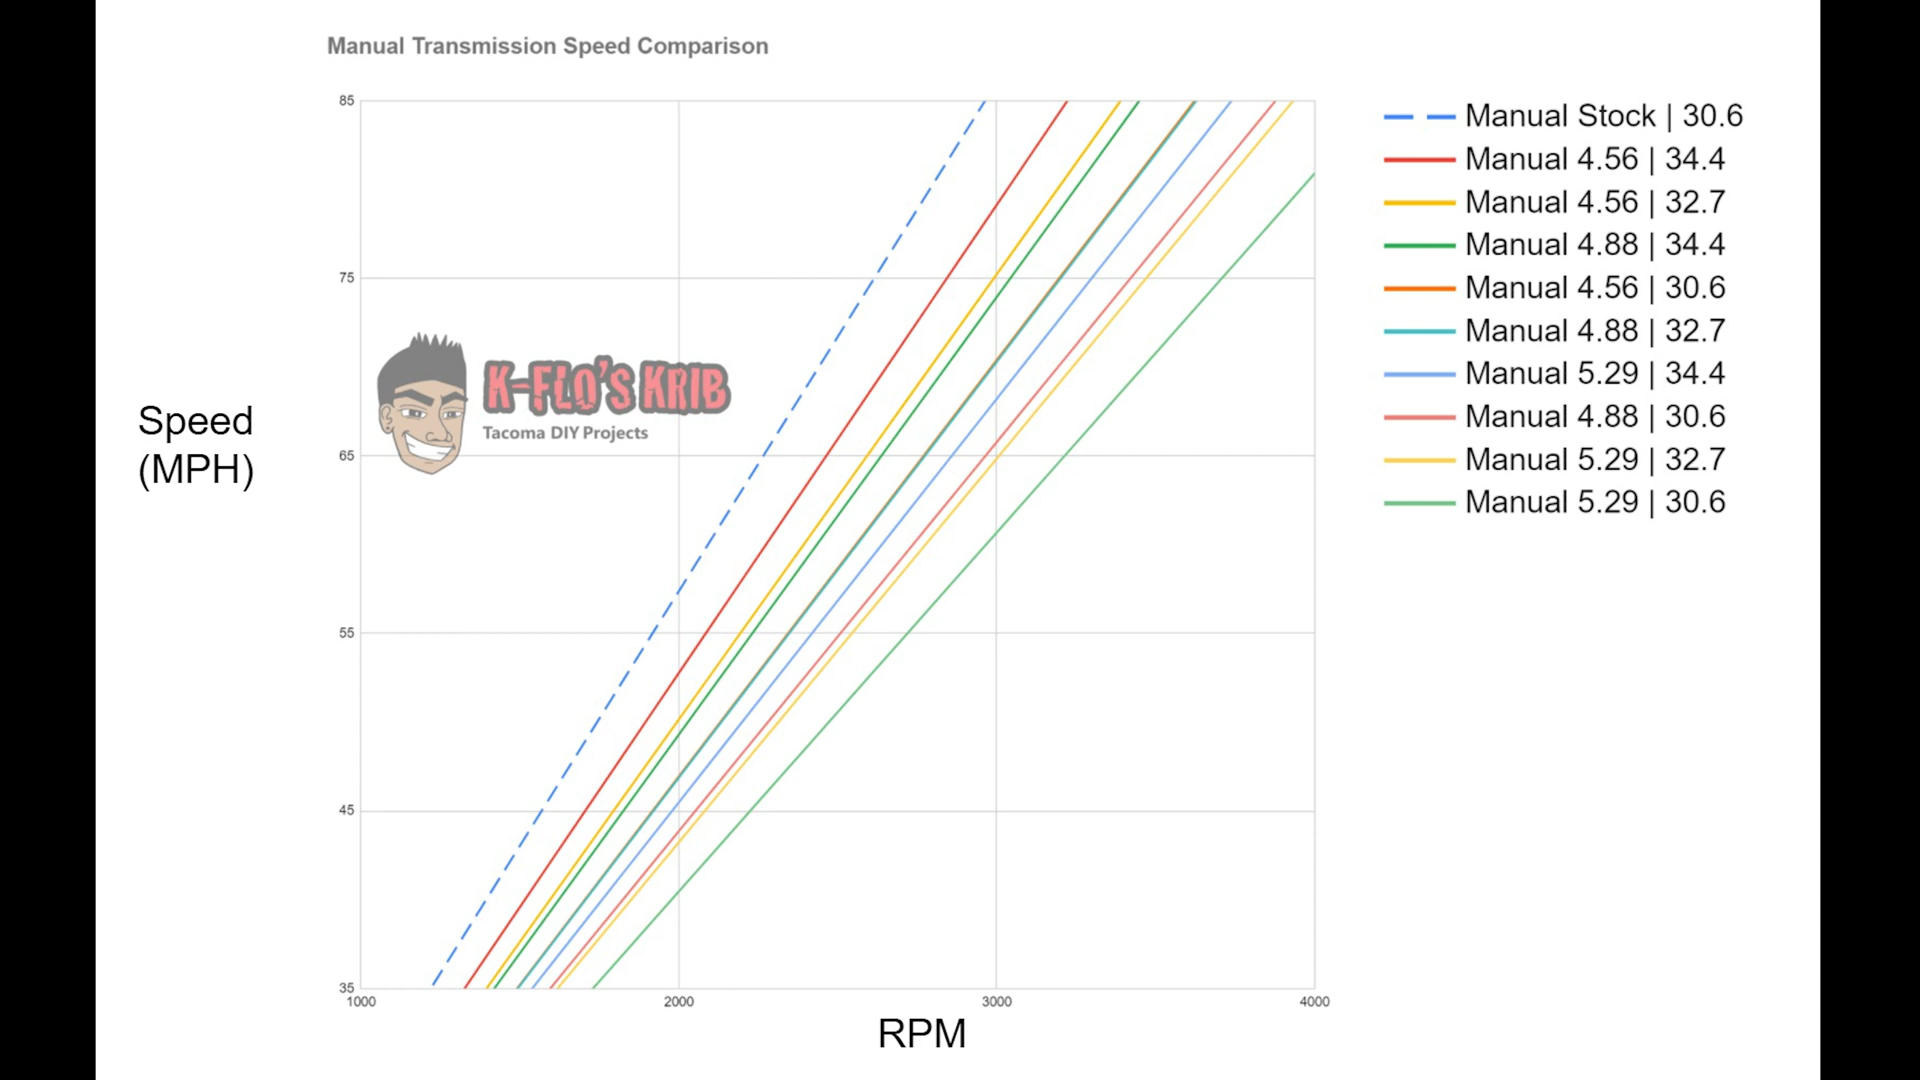 Manual Transmission Speed Comparison
85
75
65
55
45
35
Speed
(MPH)
K-FLO'S KRIB
Tacoma DIY Projects
1000 2000 3000 4000
RPM
Manual Stock | 30.6
Manual 4.56 | 34.4
Manual 4.56 | 32.7
Manual 4.88 | 34.4
Manual 4.56 | 30.6
Manual 4.88 | 32.7
Manual 5.29 | 34.4
Manual 4.88 | 30.6
Manual 5.29 | 32.7
Manual 5.29 | 30.6